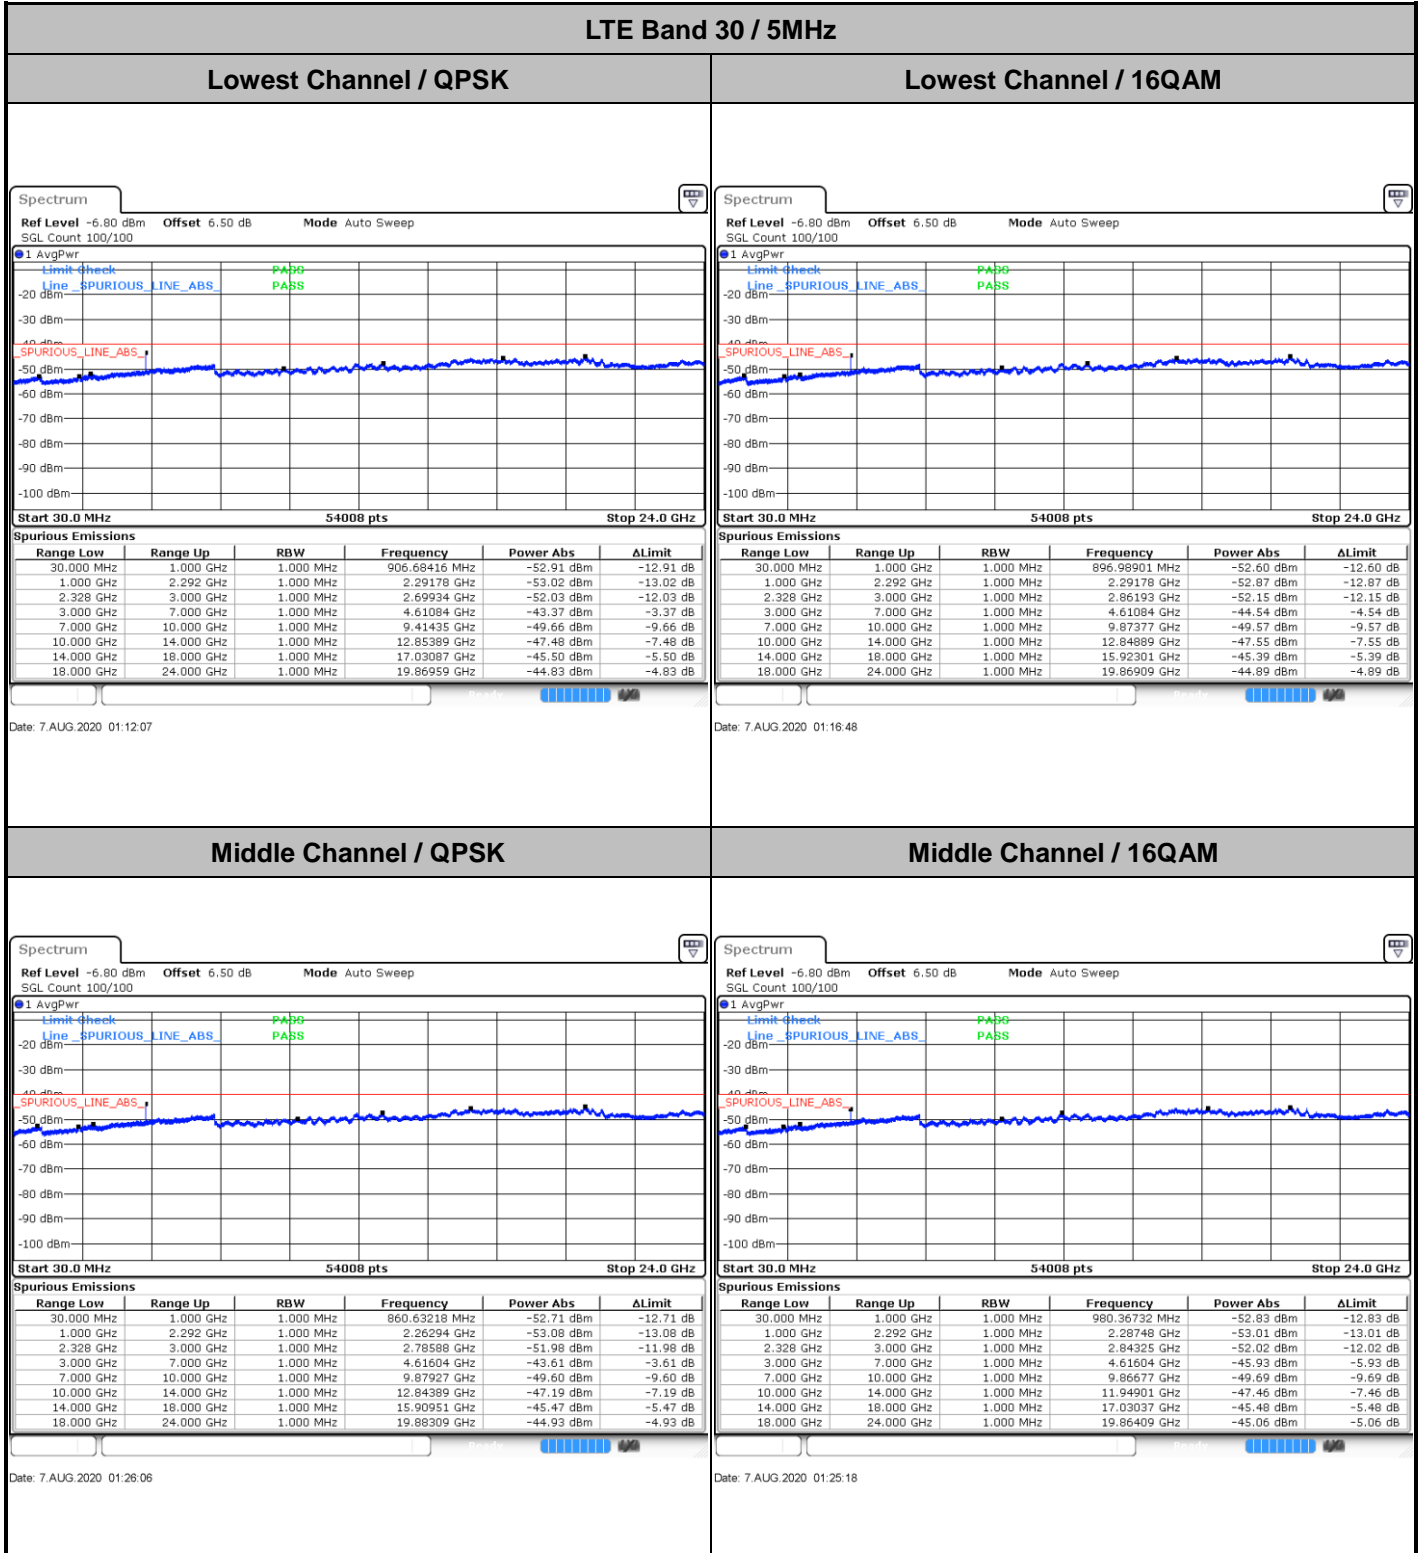 LTE Band 30 / 5MHz
Lowest Channel / QPSK
Lowest Channel / 16QAM
Spectrum
Ref Level -6.80 dBm Offset 6.50 dB Mode Auto Sweep
SGL Count 100/100
1 AvgPwr
Limit Check PASS
Line _SPURIOUS_LINE_ABS_ PASS
-20 dBm
-30 dBm
-40 dBm
_SPURIOUS_LINE_ABS_
-50 dBm
-60 dBm
-70 dBm
-80 dBm
-90 dBm
-100 dBm
Start 30.0 MHz 54008 pts Stop 24.0 GHz
Spurious Emissions
Range Low Range Up RBW Frequency Power Abs ΔLimit
30.000 MHz 1.000 GHz 1.000 MHz 906.68416 MHz -52.91 dBm -12.91 dB
1.000 GHz 2.292 GHz 1.000 MHz 2.29178 GHz -53.02 dBm -13.02 dB
2.328 GHz 3.000 GHz 1.000 MHz 2.69934 GHz -52.03 dBm -12.03 dB
3.000 GHz 7.000 GHz 1.000 MHz 4.61084 GHz -43.37 dBm -3.37 dB
7.000 GHz 10.000 GHz 1.000 MHz 9.41435 GHz -49.66 dBm -9.66 dB
10.000 GHz 14.000 GHz 1.000 MHz 12.85389 GHz -47.48 dBm -7.48 dB
14.000 GHz 18.000 GHz 1.000 MHz 17.03087 GHz -45.50 dBm -5.50 dB
18.000 GHz 24.000 GHz 1.000 MHz 19.86959 GHz -44.83 dBm -4.83 dB
Date: 7.AUG.2020 01:12:07
Spectrum
Ref Level -6.80 dBm Offset 6.50 dB Mode Auto Sweep
SGL Count 100/100
1 AvgPwr
Limit Check PASS
Line _SPURIOUS_LINE_ABS_ PASS
-20 dBm
-30 dBm
-40 dBm
_SPURIOUS_LINE_ABS_
-50 dBm
-60 dBm
-70 dBm
-80 dBm
-90 dBm
-100 dBm
Start 30.0 MHz 54008 pts Stop 24.0 GHz
Spurious Emissions
Range Low Range Up RBW Frequency Power Abs ΔLimit
30.000 MHz 1.000 GHz 1.000 MHz 896.98901 MHz -52.60 dBm -12.60 dB
1.000 GHz 2.292 GHz 1.000 MHz 2.29178 GHz -52.87 dBm -12.87 dB
2.328 GHz 3.000 GHz 1.000 MHz 2.86193 GHz -52.15 dBm -12.15 dB
3.000 GHz 7.000 GHz 1.000 MHz 4.61084 GHz -44.54 dBm -4.54 dB
7.000 GHz 10.000 GHz 1.000 MHz 9.87377 GHz -49.57 dBm -9.57 dB
10.000 GHz 14.000 GHz 1.000 MHz 12.84889 GHz -47.55 dBm -7.55 dB
14.000 GHz 18.000 GHz 1.000 MHz 15.92301 GHz -45.39 dBm -5.39 dB
18.000 GHz 24.000 GHz 1.000 MHz 19.86909 GHz -44.89 dBm -4.89 dB
Ready
Date: 7.AUG.2020 01:16:48
Middle Channel / QPSK
Middle Channel / 16QAM
Spectrum
Ref Level -6.80 dBm Offset 6.50 dB Mode Auto Sweep
SGL Count 100/100
1 AvgPwr
Limit Check PASS
Line _SPURIOUS_LINE_ABS_ PASS
-20 dBm
-30 dBm
-40 dBm
_SPURIOUS_LINE_ABS_
-50 dBm
-60 dBm
-70 dBm
-80 dBm
-90 dBm
-100 dBm
Start 30.0 MHz 54008 pts Stop 24.0 GHz
Spurious Emissions
Range Low Range Up RBW Frequency Power Abs ΔLimit
30.000 MHz 1.000 GHz 1.000 MHz 860.63218 MHz -52.71 dBm -12.71 dB
1.000 GHz 2.292 GHz 1.000 MHz 2.26294 GHz -53.08 dBm -13.08 dB
2.328 GHz 3.000 GHz 1.000 MHz 2.78588 GHz -51.98 dBm -11.98 dB
3.000 GHz 7.000 GHz 1.000 MHz 4.61604 GHz -43.61 dBm -3.61 dB
7.000 GHz 10.000 GHz 1.000 MHz 9.87927 GHz -49.60 dBm -9.60 dB
10.000 GHz 14.000 GHz 1.000 MHz 12.84389 GHz -47.19 dBm -7.19 dB
14.000 GHz 18.000 GHz 1.000 MHz 15.90951 GHz -45.47 dBm -5.47 dB
18.000 GHz 24.000 GHz 1.000 MHz 19.88309 GHz -44.93 dBm -4.93 dB
Ready
Date: 7.AUG.2020 01:26:06
Spectrum
Ref Level -6.80 dBm Offset 6.50 dB Mode Auto Sweep
SGL Count 100/100
1 AvgPwr
Limit Check PASS
Line _SPURIOUS_LINE_ABS_ PASS
-20 dBm
-30 dBm
-40 dBm
_SPURIOUS_LINE_ABS_
-50 dBm
-60 dBm
-70 dBm
-80 dBm
-90 dBm
-100 dBm
Start 30.0 MHz 54008 pts Stop 24.0 GHz
Spurious Emissions
Range Low Range Up RBW Frequency Power Abs ΔLimit
30.000 MHz 1.000 GHz 1.000 MHz 980.36732 MHz -52.83 dBm -12.83 dB
1.000 GHz 2.292 GHz 1.000 MHz 2.28748 GHz -53.01 dBm -13.01 dB
2.328 GHz 3.000 GHz 1.000 MHz 2.84325 GHz -52.02 dBm -12.02 dB
3.000 GHz 7.000 GHz 1.000 MHz 4.61604 GHz -45.93 dBm -5.93 dB
7.000 GHz 10.000 GHz 1.000 MHz 9.86677 GHz -49.69 dBm -9.69 dB
10.000 GHz 14.000 GHz 1.000 MHz 11.94901 GHz -47.46 dBm -7.46 dB
14.000 GHz 18.000 GHz 1.000 MHz 17.03037 GHz -45.48 dBm -5.48 dB
18.000 GHz 24.000 GHz 1.000 MHz 19.86409 GHz -45.06 dBm -5.06 dB
Date: 7.AUG.2020 01:25:18